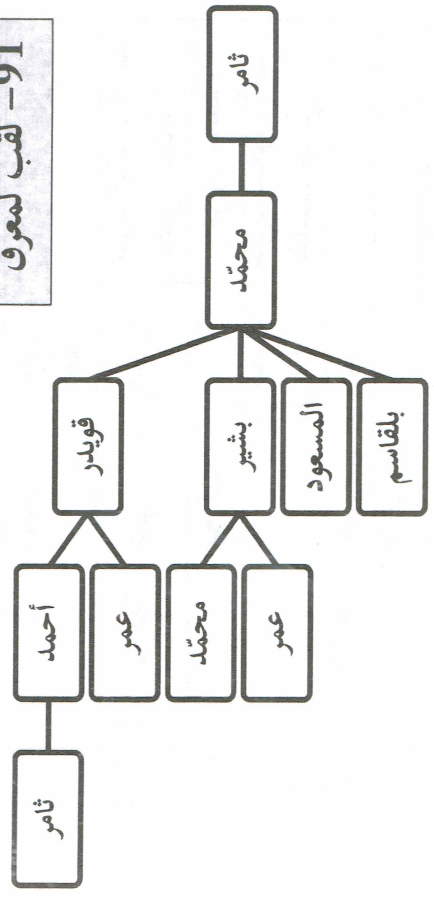 91- لقب لمعرف
ثامر
محمّد
قويدر
بشير
المسعود
بلقاسم
أحمد
عمر
محمّد
عمر
ثامر